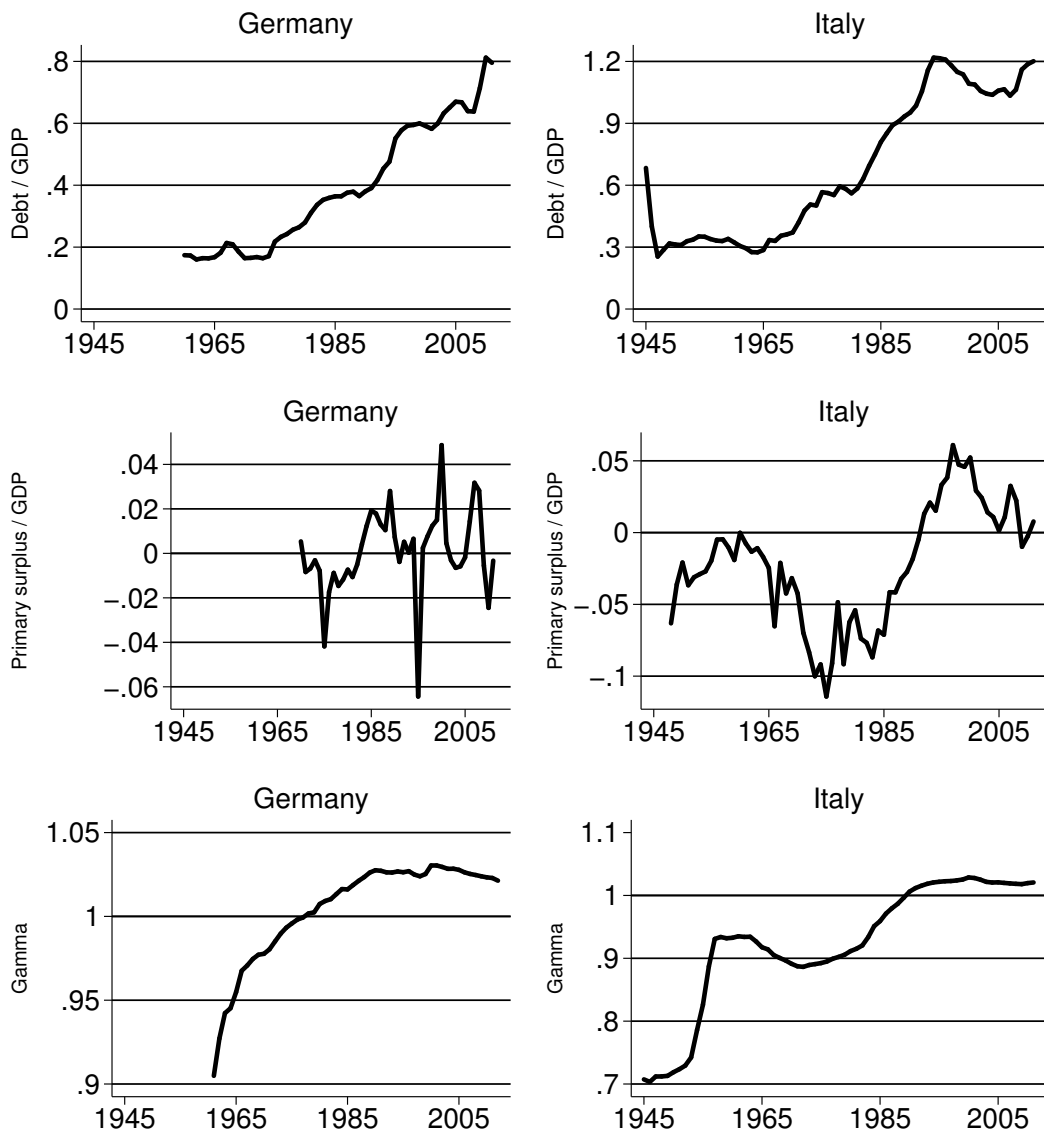 Germany
Debt / GDP
.8
.6
.4
.2
0
1945 1965 1985 2005
Italy
Debt / GDP
1.2
.9
.6
.3
0
1945 1965 1985 2005
Germany
Primary surplus / GDP
.04
.02
0
−.02
−.04
−.06
1945 1965 1985 2005
Italy
Primary surplus / GDP
.05
0
−.05
−.1
1945 1965 1985 2005
Germany
Gamma
1.05
1
.95
.9
1945 1965 1985 2005
Italy
Gamma
1.1
1
.9
.8
.7
1945 1965 1985 2005